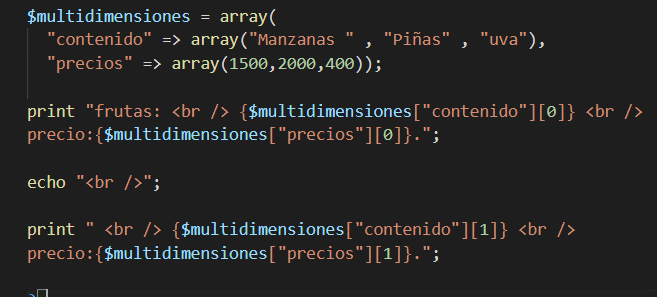 $multidimensiones = array(
"contenido" => array("Manzanas " , "Piñas" , "uva"),
"precios" => array(1500,2000,400));
print "frutas: <br /> {$multidimensiones["contenido"][0]} <br />
precio:{$multidimensiones["precios"][0]}.";
echo "<br />";
print " <br /> {$multidimensiones["contenido"][1]} <br />
precio:{$multidimensiones["precios"][1]}.";